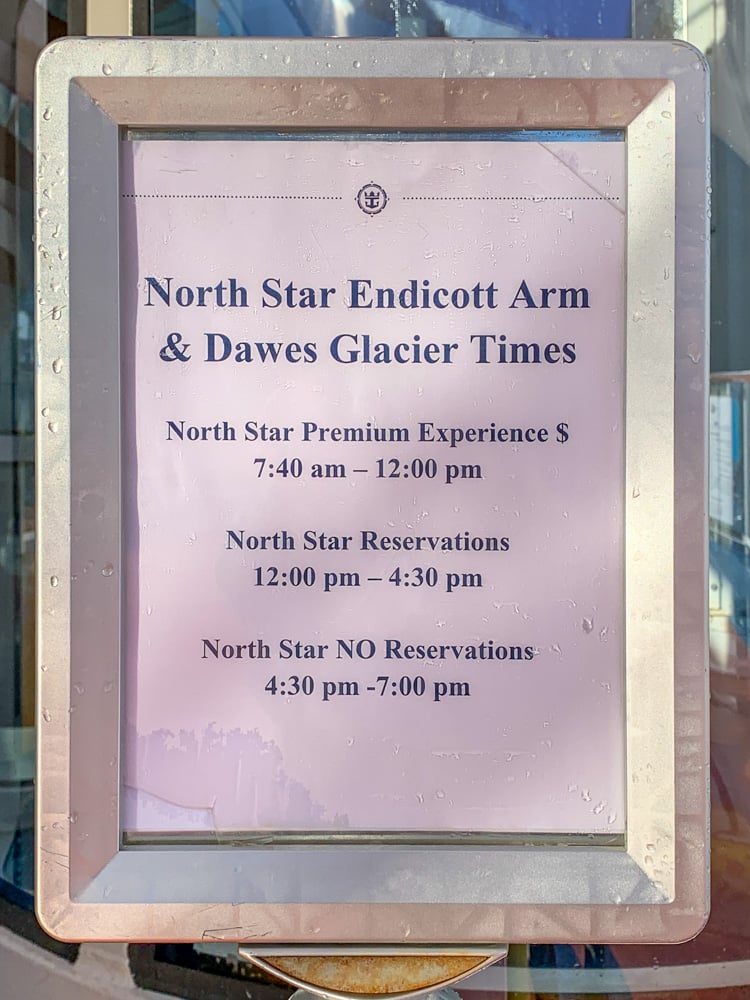 North Star Endicott Arm
& Dawes Glacier Times
North Star Premium Experience $
7:40 am – 12:00 pm
North Star Reservations
12:00 pm – 4:30 pm
North Star NO Reservations
4:30 pm -7:00 pm